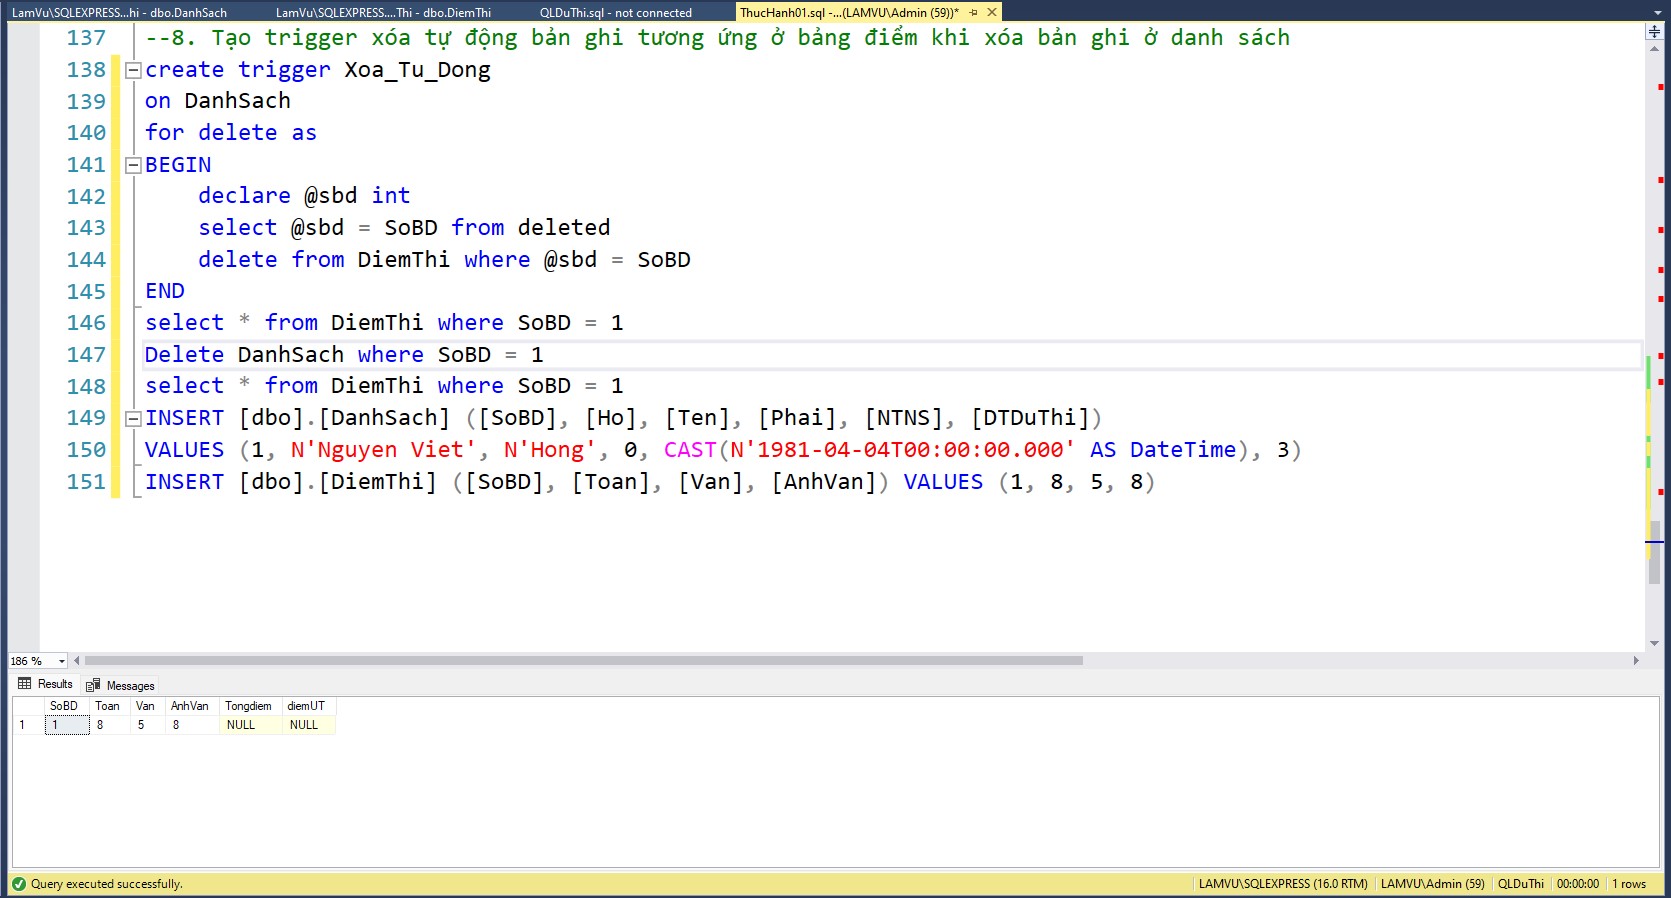 LamVu\SQLEXPRESS...hi - dbo.DanhSach LamVu\SQLEXPRESS....Thi - dbo.DiemThi QLDuThi.sql - not connected ThucHanh01.sql -...(LAMVU\Admin (59))*
137 --8. Tạo trigger xóa tự động bản ghi tương ứng ở bảng điểm khi xóa bản ghi ở danh sách
138 create trigger Xoa_Tu_Dong
139 on DanhSach
140 for delete as
141 BEGIN
142 declare @sbd int
143 select @sbd = SoBD from deleted
144 delete from DiemThi where @sbd = SoBD
145 END
146 select * from DiemThi where SoBD = 1
147 Delete DanhSach where SoBD = 1
148 select * from DiemThi where SoBD = 1
149 INSERT [dbo].[DanhSach] ([SoBD], [Ho], [Ten], [Phai], [NTNS], [DTDuThi])
150 VALUES (1, N'Nguyen Viet', N'Hong', 0, CAST(N'1981-04-04T00:00:00.000' AS DateTime), 3)
151 INSERT [dbo].[DiemThi] ([SoBD], [Toan], [Van], [AnhVan]) VALUES (1, 8, 5, 8)
186 %
Results Messages
SoBD Toan Van AnhVan Tongdiem diemUT
1 1 8 5 8 NULL NULL
Query executed successfully. LAMVU\SQLEXPRESS (16.0 RTM) LAMVU\Admin (59) QLDuThi 00:00:00 1 rows